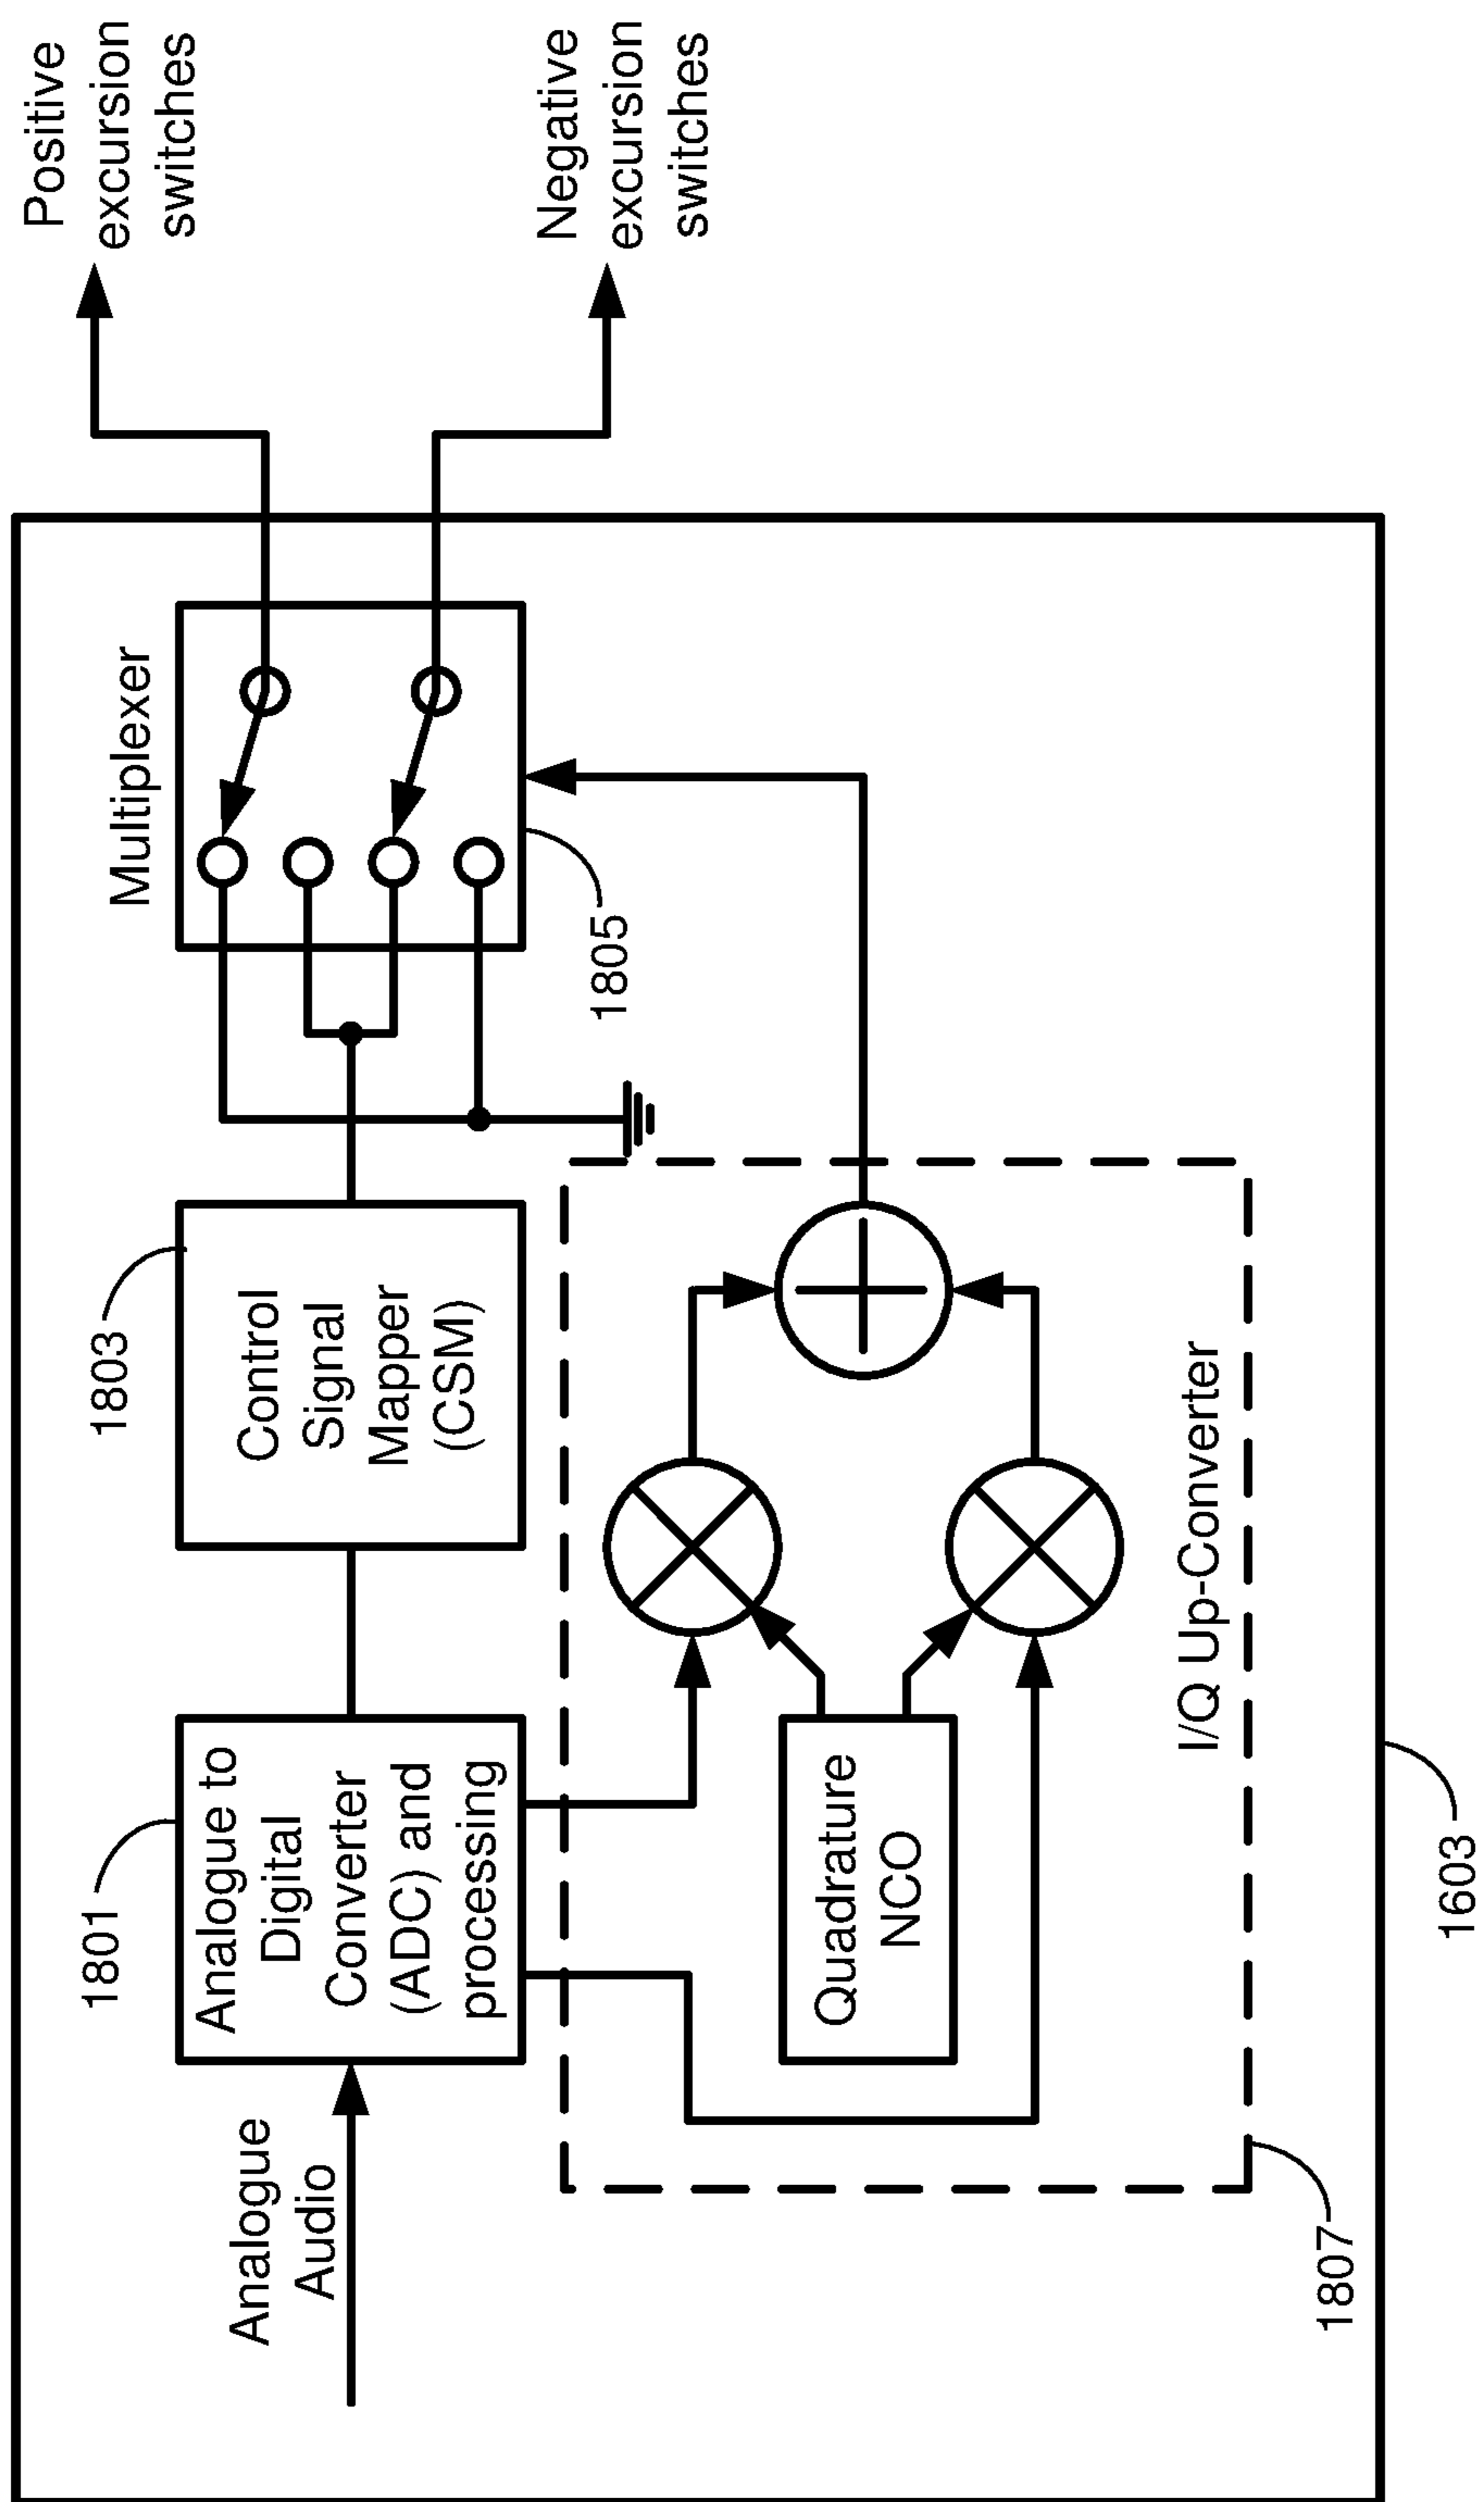 Positive
excursion
switches
Negative
excursion
switches
Multiplexer
1805
1803
Control
Signal
Mapper
(CSM)
1801
Analogue to
Digital
Converter
(ADC) and
processing
Analogue
Audio
Quadrature
NCO
I/Q Up-Converter
1807
1603